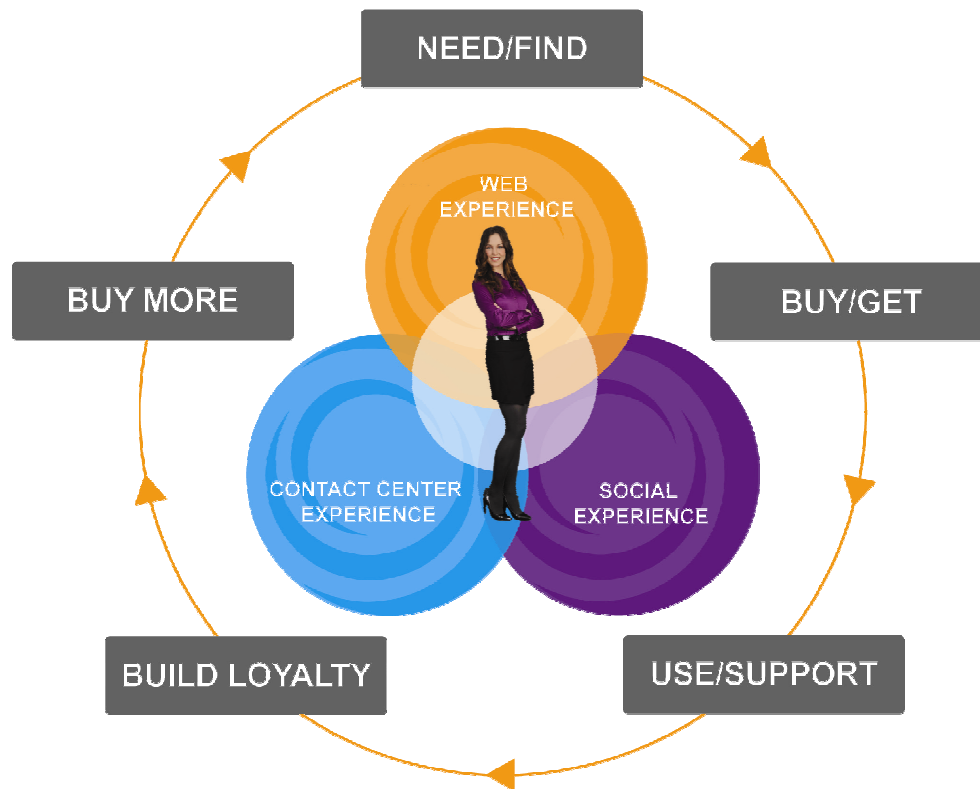 NEED/FIND
WEB
EXPERIENCE
BUY MORE
BUY/GET
CONTACT CENTER
EXPERIENCE
SOCIAL
EXPERIENCE
BUILD LOYALTY
USE/SUPPORT